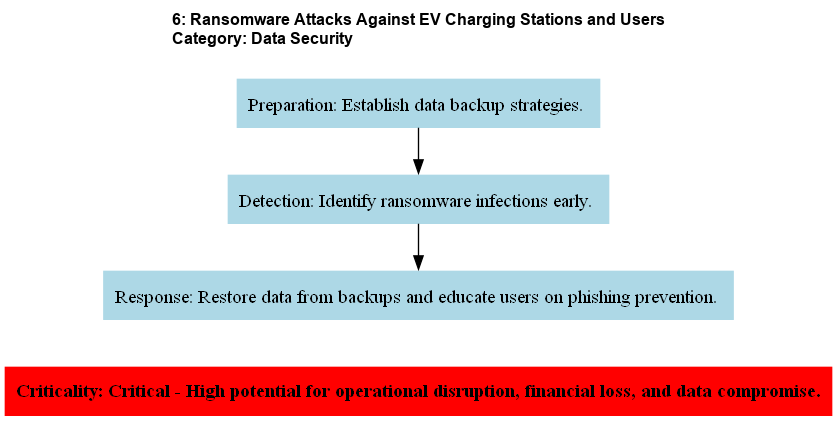 6: Ransomware Attacks Against EV Charging Stations and Users
Category: Data Security
Preparation: Establish data backup strategies.
Detection: Identify ransomware infections early.
Response: Restore data from backups and educate users on phishing prevention.
Criticality: Critical - High potential for operational disruption, financial loss, and data compromise.